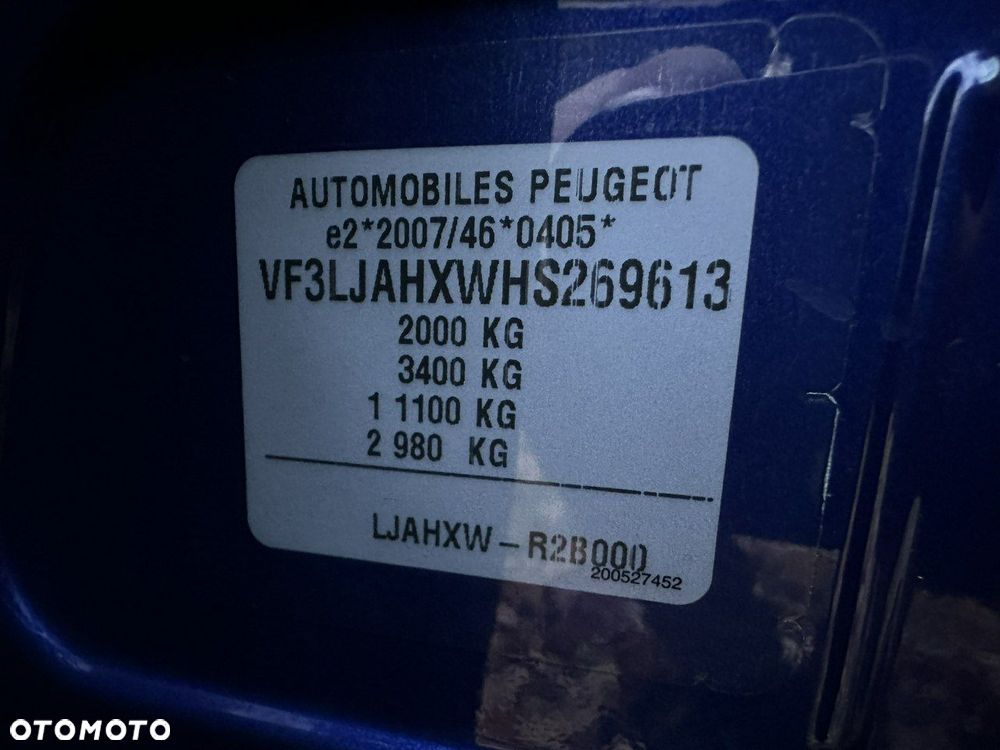 AUTOMOBILES PEUGEOT
e2*2007/46*0405*
VF3LJAHXWHS269613
2000 KG
3400 KG
1 1100 KG
2 980 KG
LJAHXW – R2B000
200527452
OTOMOTO